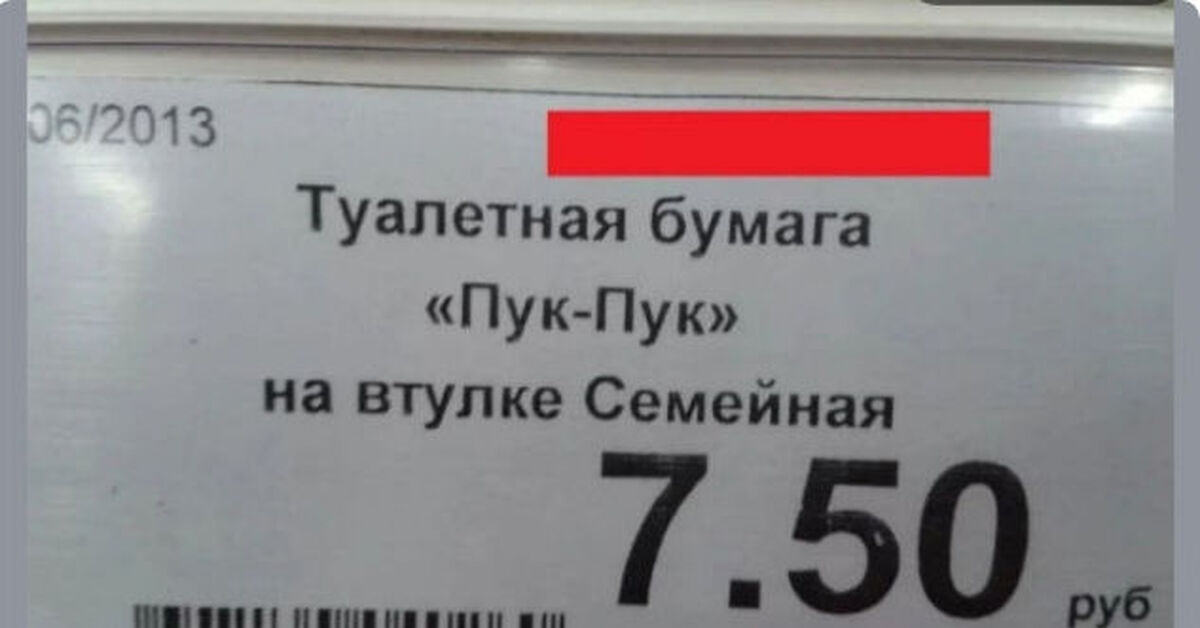 06/2013
Туалетная бумага
«Пук-Пук»
на втулке Семейная
7.50 руб